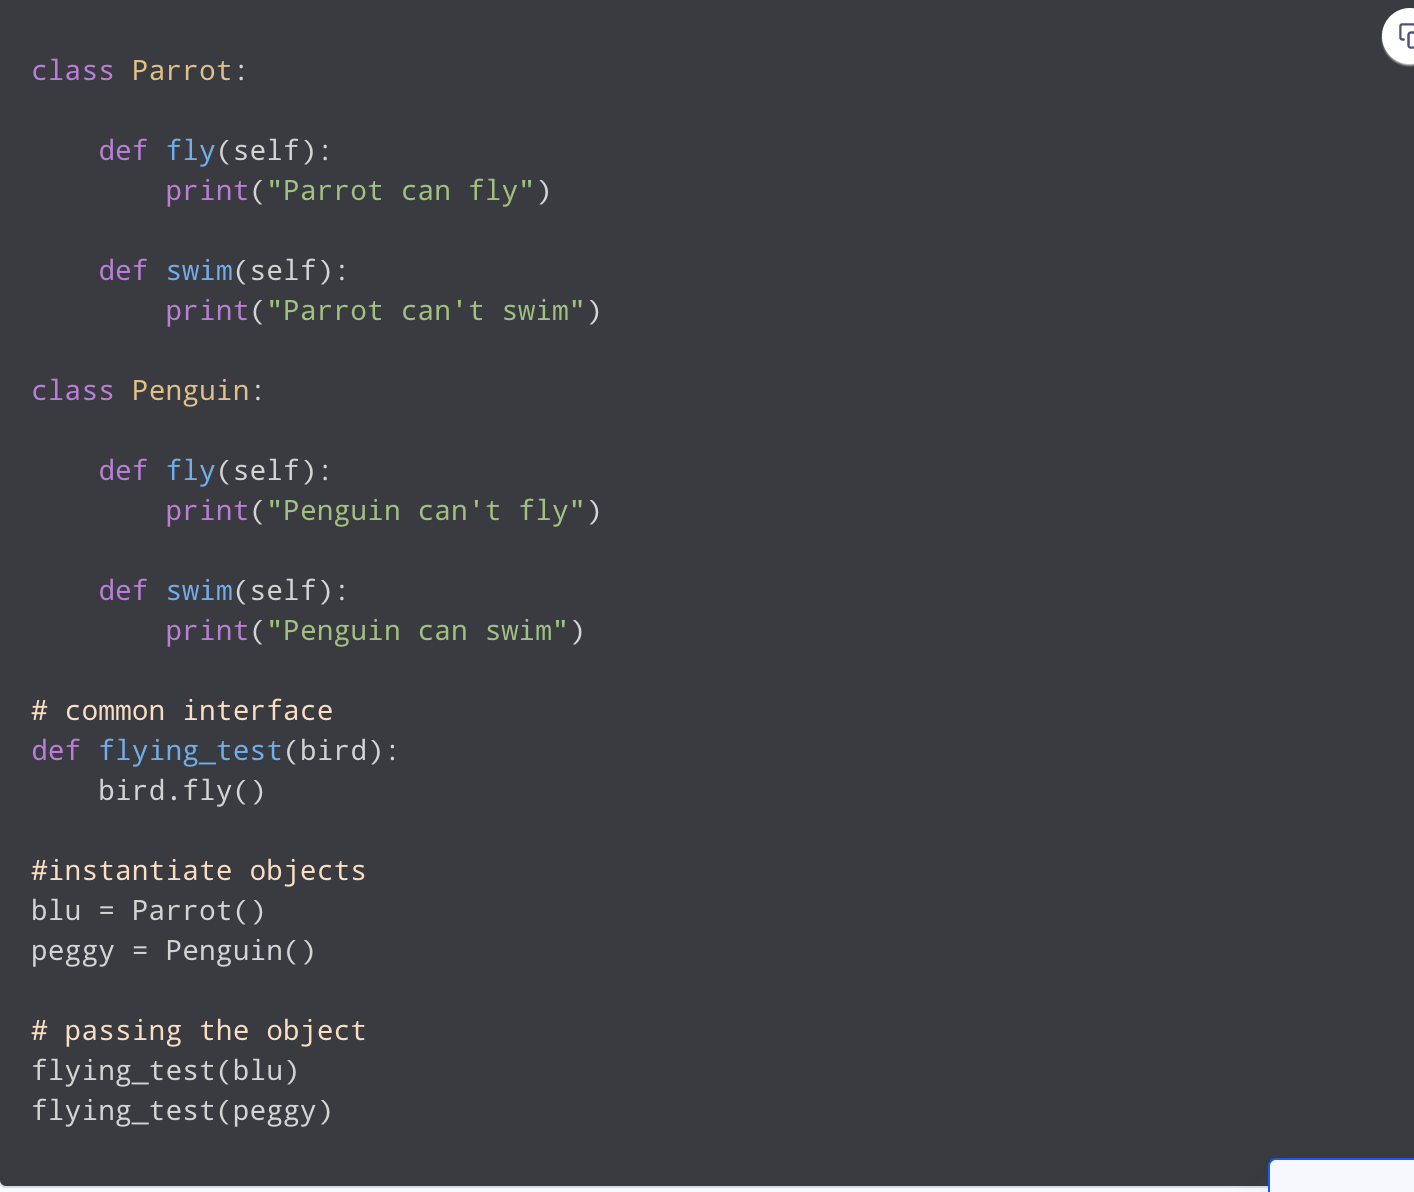 class Parrot:
    def fly(self):
        print("Parrot can fly")
    def swim(self):
        print("Parrot can't swim")
class Penguin:
    def fly(self):
        print("Penguin can't fly")
    def swim(self):
        print("Penguin can swim")
# common interface
def flying_test(bird):
    bird.fly()
#instantiate objects
blu = Parrot()
peggy = Penguin()
# passing the object
flying_test(blu)
flying_test(peggy)